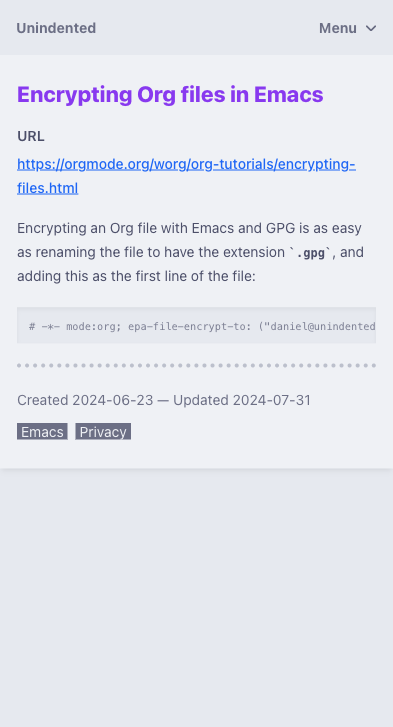 Unindented
Menu
Encrypting Org files in Emacs
URL
https://orgmode.org/worg/org-tutorials/encrypting-
files.html
Encrypting an Org file with Emacs and GPG is as easy
as renaming the file to have the extension `.gpg`, and
adding this as the first line of the file:
# -*- mode:org; epa-file-encrypt-to: ("daniel@unindented
Created 2024-06-23 — Updated 2024-07-31
Emacs Privacy